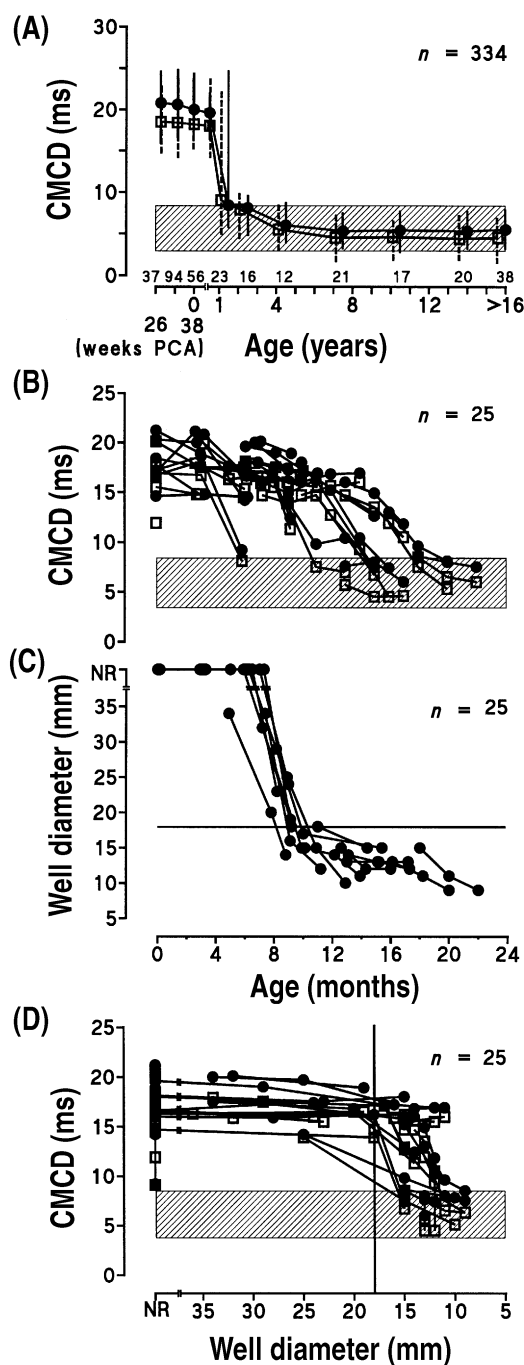 (A)
n = 334
CMCD (ms)
30
20
10
0
37 94 56 23 16 12 21 17 20 38
0 1 4 8 12 >16
26 38
(weeks PCA) Age (years)
(B)
n = 25
CMCD (ms)
25
20
15
10
5
0
(C)
n = 25
Well diameter (mm)
NR
35
30
25
20
15
10
5
0 4 8 12 16 20 24
Age (months)
(D)
n = 25
CMCD (ms)
25
20
15
10
5
0
NR 35 30 25 20 15 10 5
Well diameter (mm)